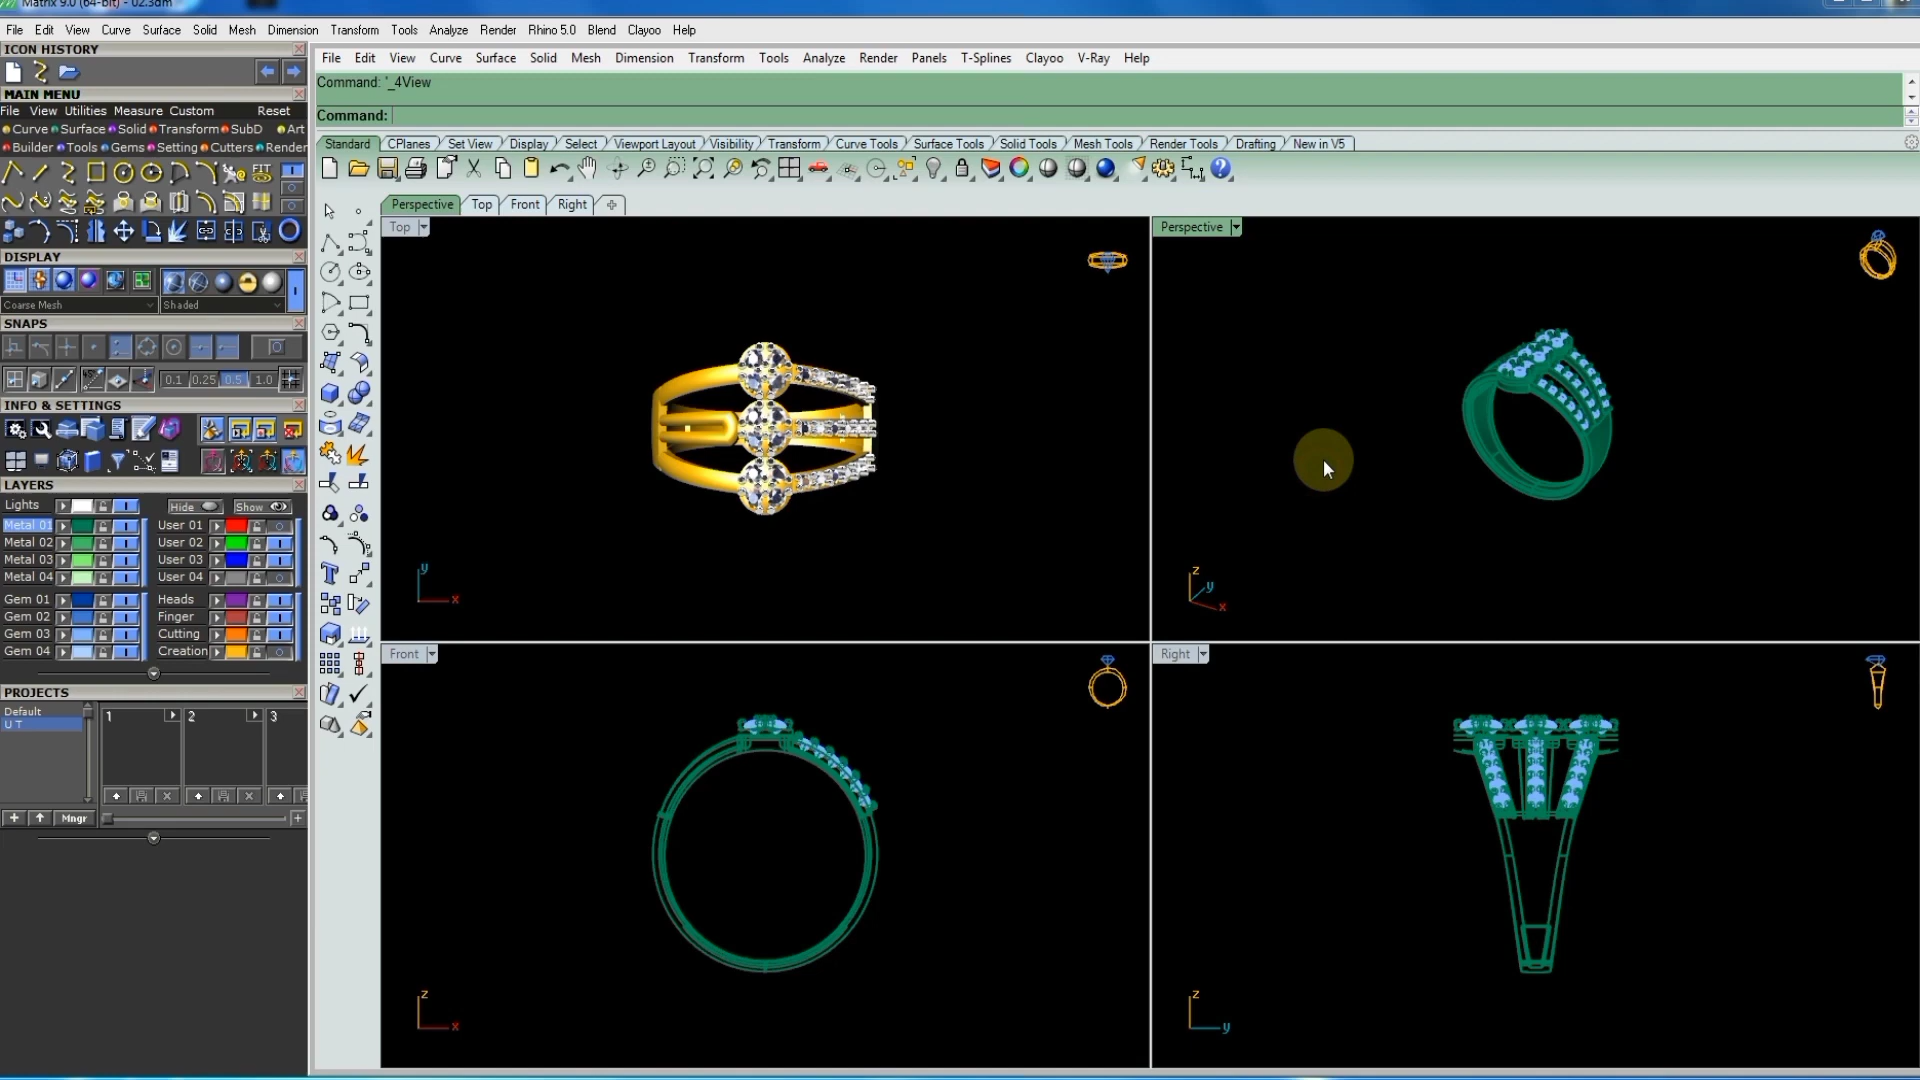 Matrix 9.0 (64-bit) - 02.3dm
File Edit View Curve Surface Solid Mesh Dimension Transform Tools Analyze Render Rhino 5.0 Blend Clayoo Help
ICON HISTORY
MAIN MENU
File View Utilities Measure Custom Reset
Curve Surface Solid Transform SubD Art
Builder Tools Gems Setting Cutters Render
FIT
DISPLAY
Coarse Mesh Shaded
SNAPS
0.1 0.25 0.5 1.0
INFO & SETTINGS
LAYERS
Lights Hide Show
Metal 01 User 01
Metal 02 User 02
Metal 03 User 03
Metal 04 User 04
Gem 01 Heads
Gem 02 Finger
Gem 03 Cutting
Gem 04 Creation
PROJECTS
Default
U T
1 2 3
Mngr
File Edit View Curve Surface Solid Mesh Dimension Transform Tools Analyze Render Panels T-Splines Clayoo V-Ray Help
Command: '_4View
Command:
Standard CPlanes Set View Display Select Viewport Layout Visibility Transform Curve Tools Surface Tools Solid Tools Mesh Tools Render Tools Drafting New in V5
Perspective Top Front Right
Top
y
x
Perspective
z
y
x
Front
z
x
Right
z
y